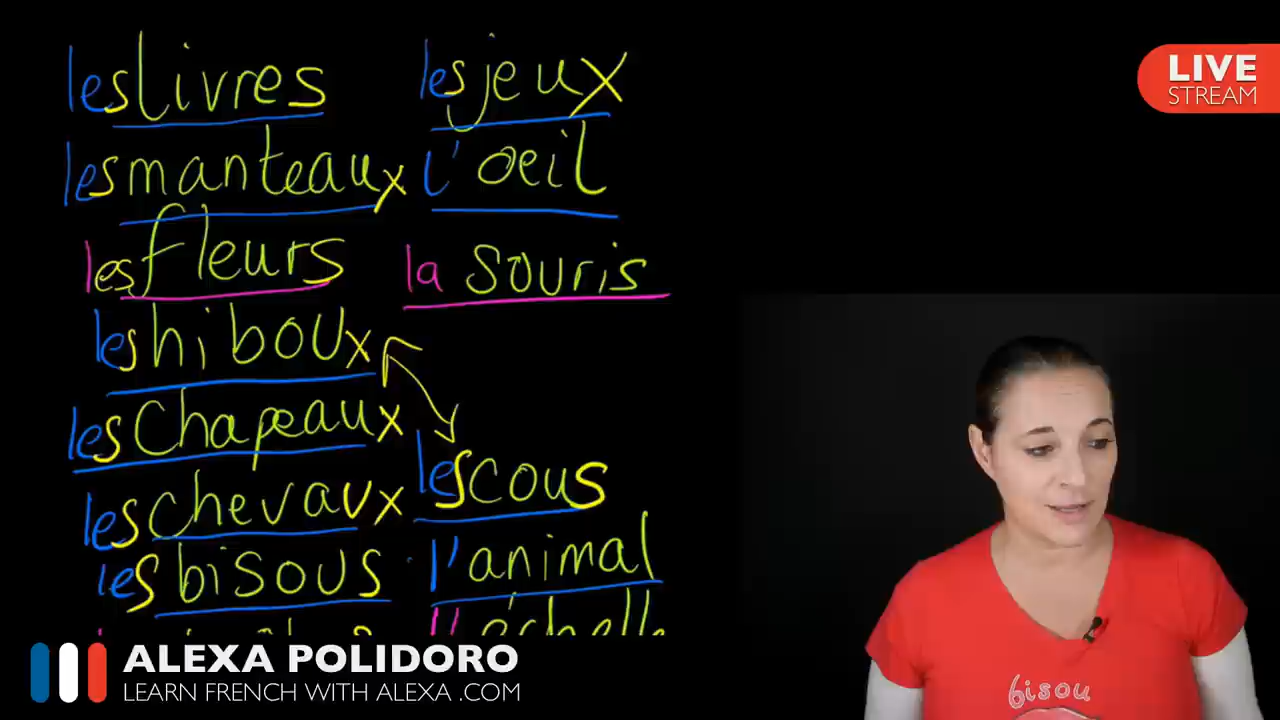 les livres
les manteaux
les fleurs
les hiboux
les chapeaux
les chevaux
les bisous
les jeux
l'oeil
la souris
les cous
l'animal
l'échelle
LIVE
STREAM
bisou
ALEXA POLIDORO
LEARN FRENCH WITH ALEXA .COM